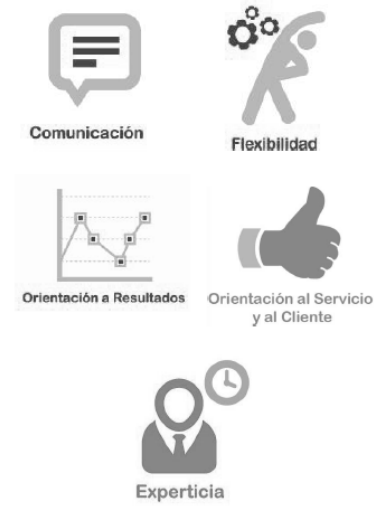 Comunicación
Flexibilidad
Orientación a Resultados
Orientación al Servicio
y al Cliente
Experticia